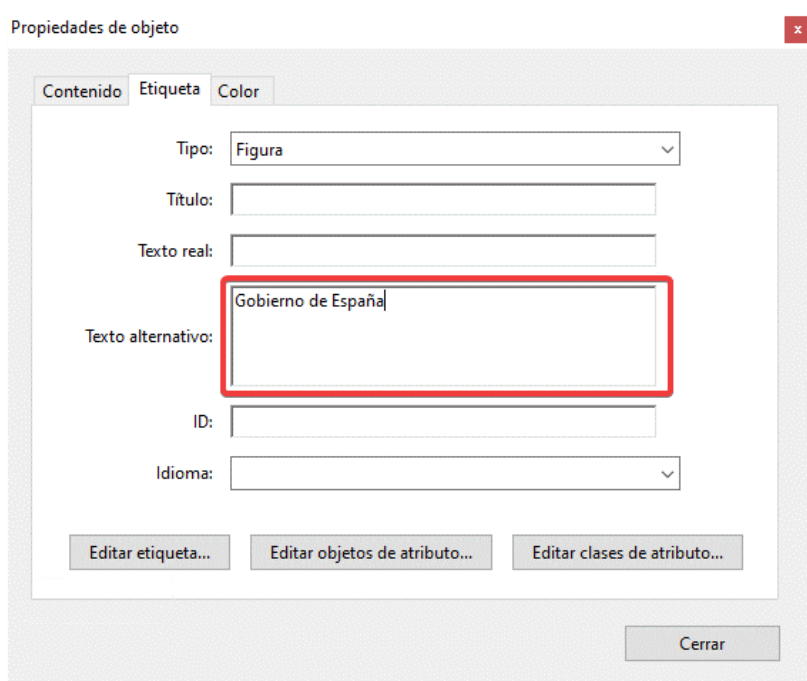 Propiedades de objeto
x
Contenido Etiqueta Color
Tipo: Figura
Título:
Texto real:
Gobierno de España
Texto alternativo:
ID:
Idioma:
Editar etiqueta... Editar objetos de atributo... Editar clases de atributo...
Cerrar